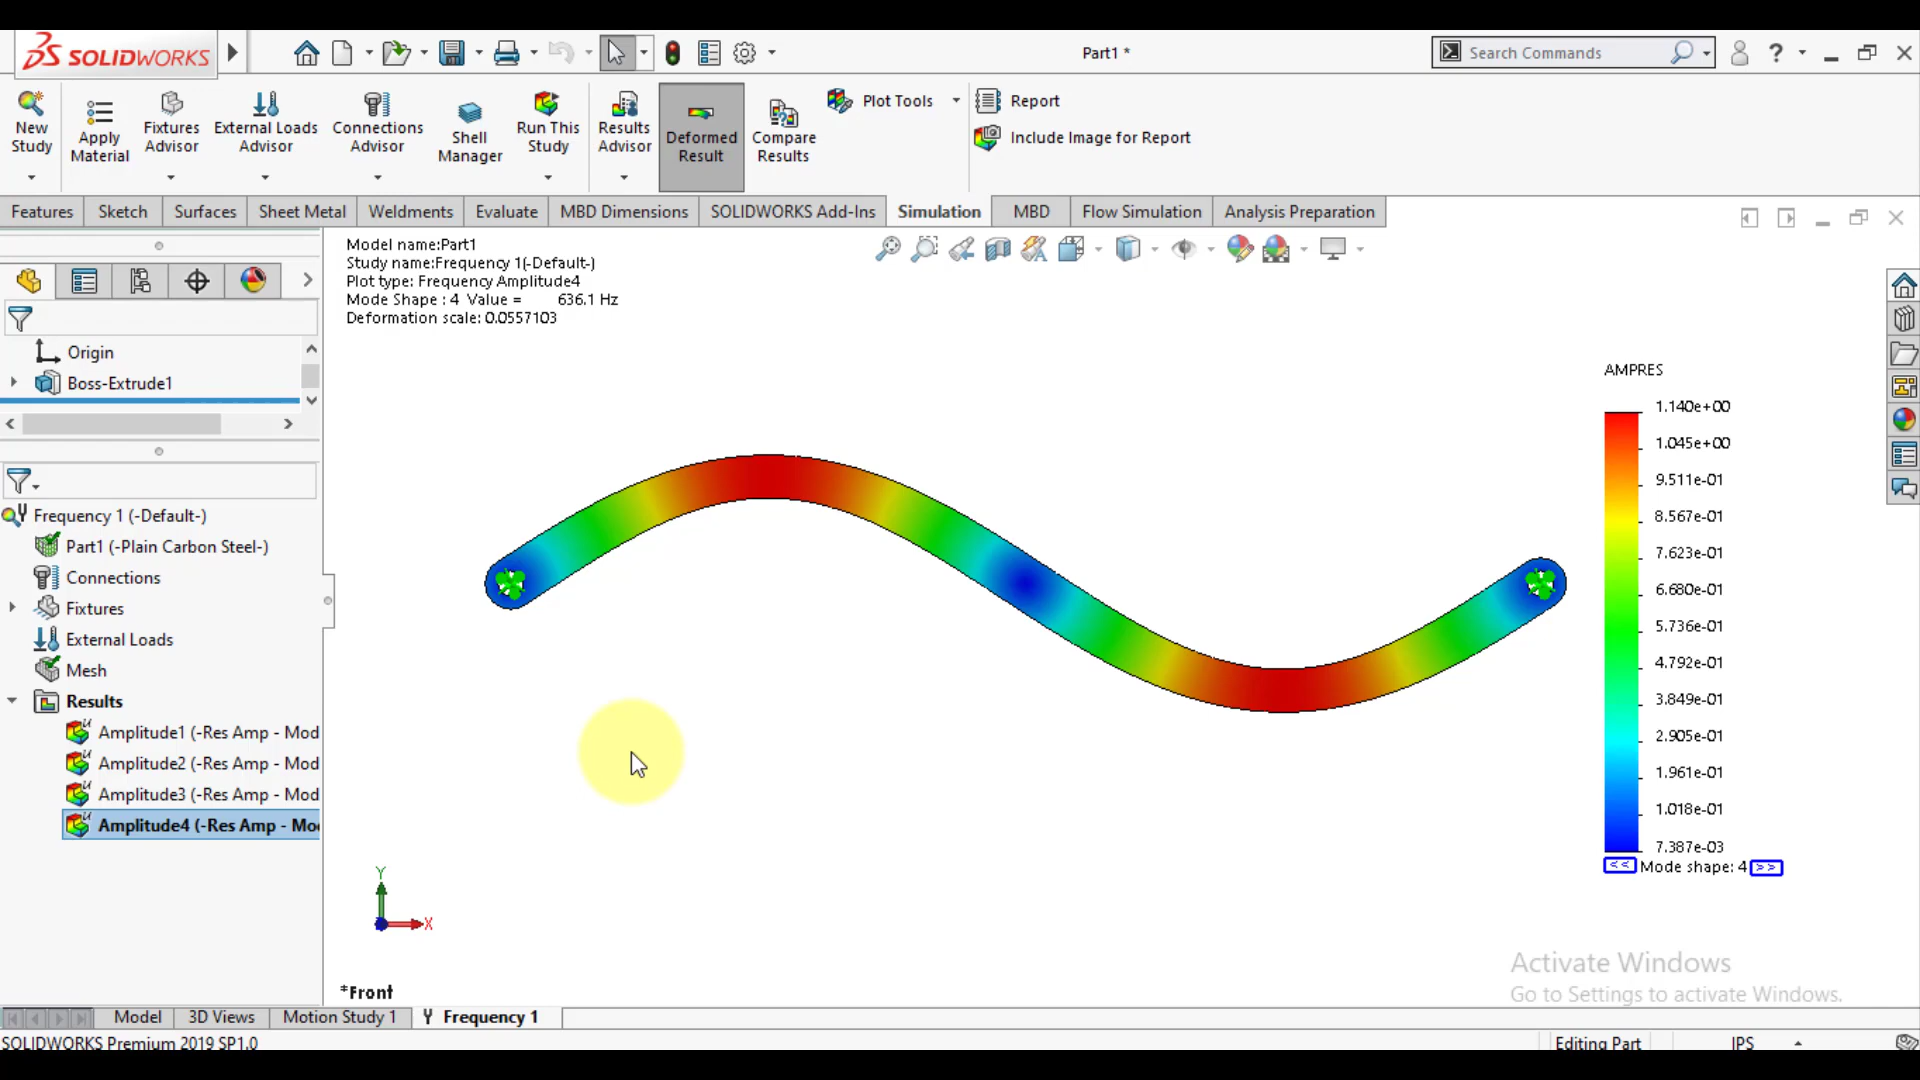 SOLIDWORKS
Part1 *
Search Commands
?
New Study
Apply Material
Fixtures Advisor
External Loads Advisor
Connections Advisor
Shell Manager
Run This Study
Results Advisor
Deformed Result
Compare Results
Plot Tools
Report
Include Image for Report
Features
Sketch
Surfaces
Sheet Metal
Weldments
Evaluate
MBD Dimensions
SOLIDWORKS Add-Ins
Simulation
MBD
Flow Simulation
Analysis Preparation
Model name:Part1
Study name:Frequency 1(-Default-)
Plot type: Frequency Amplitude4
Mode Shape : 4 Value = 636.1 Hz
Deformation scale: 0.0557103
Origin
Boss-Extrude1
Frequency 1 (-Default-)
Part1 (-Plain Carbon Steel-)
Connections
Fixtures
External Loads
Mesh
Results
Amplitude1 (-Res Amp - Mod
Amplitude2 (-Res Amp - Mod
Amplitude3 (-Res Amp - Mod
Amplitude4 (-Res Amp - Mo
AMPRES
1.140e+00
1.045e+00
9.511e-01
8.567e-01
7.623e-01
6.680e-01
5.736e-01
4.792e-01
3.849e-01
2.905e-01
1.961e-01
1.018e-01
7.387e-03
<< Mode shape: 4 >>
Y
X
*Front
Activate Windows
Go to Settings to activate Windows.
Model
3D Views
Motion Study 1
Frequency 1
SOLIDWORKS Premium 2019 SP1.0
Editing Part
IPS